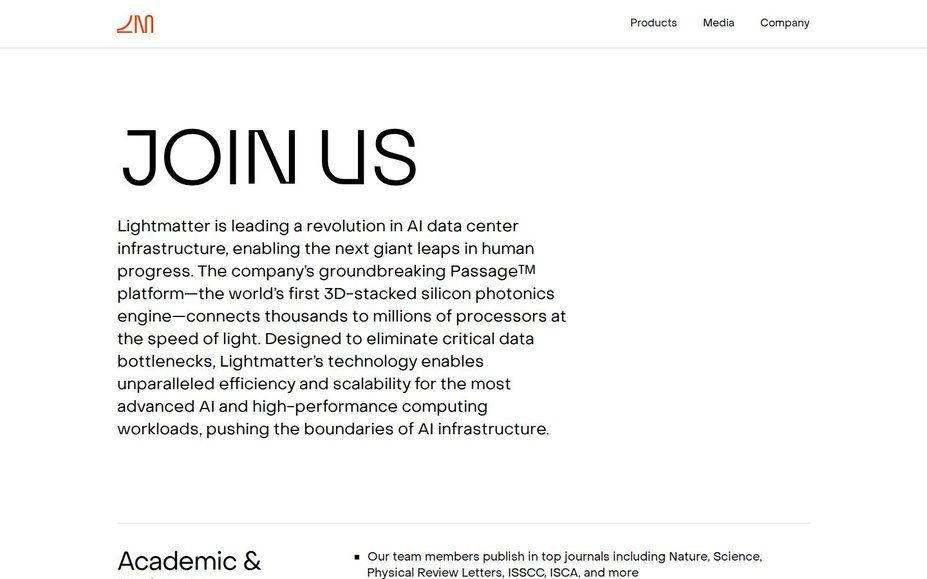 Products Media Company
JOIN US
Lightmatter is leading a revolution in AI data center
infrastructure, enabling the next giant leaps in human
progress. The company's groundbreaking Passage™
platform—the world's first 3D-stacked silicon photonics
engine—connects thousands to millions of processors at
the speed of light. Designed to eliminate critical data
bottlenecks, Lightmatter's technology enables
unparalleled efficiency and scalability for the most
advanced AI and high-performance computing
workloads, pushing the boundaries of AI infrastructure.
Academic &
▪ Our team members publish in top journals including Nature, Science,
Physical Review Letters, ISSCC, ISCA, and more